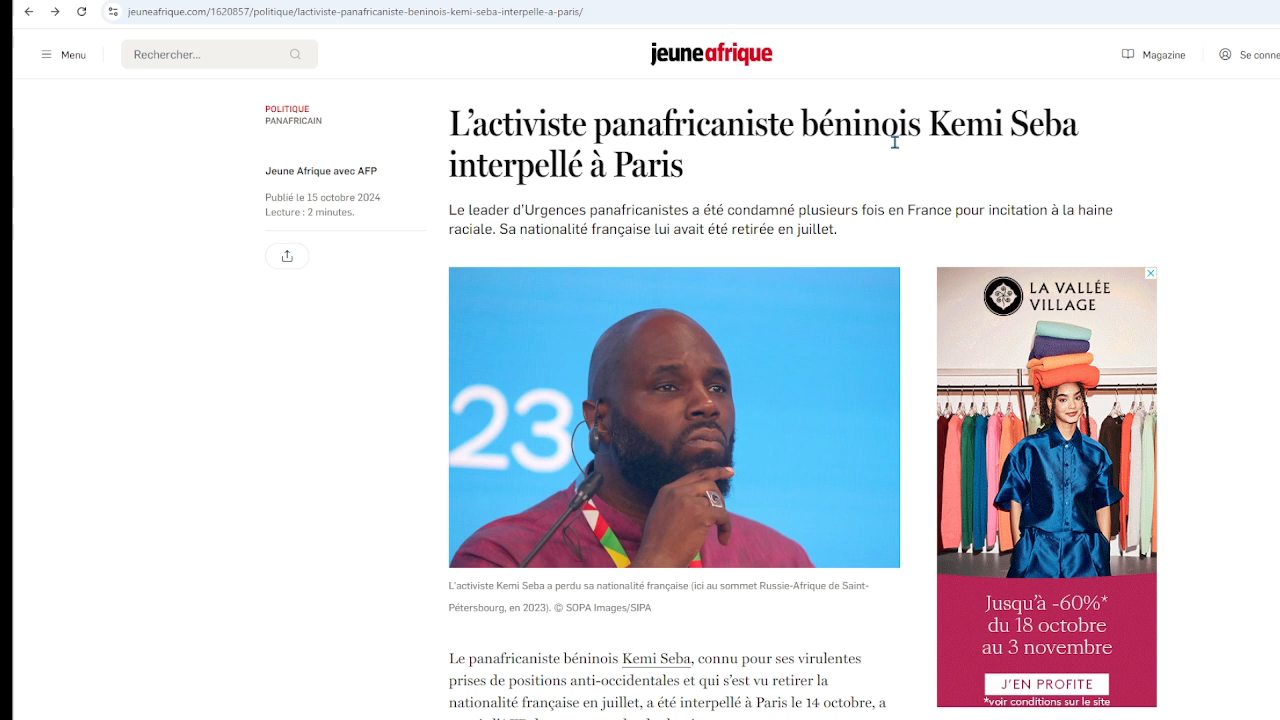 jeuneafrique.com/1620857/politique/lactiviste-panafricaniste-beninois-kemi-seba-interpelle-a-paris/
Menu
Rechercher...
jeuneafrique
Magazine
Se conne
POLITIQUE
PANAFRICAIN
Jeune Afrique avec AFP
Publié le 15 octobre 2024
Lecture : 2 minutes.
L'activiste panafricaniste béninois Kemi Seba
interpellé à Paris
Le leader d'Urgences panafricanistes a été condamné plusieurs fois en France pour incitation à la haine
raciale. Sa nationalité française lui avait été retirée en juillet.
23
L'activiste Kemi Seba a perdu sa nationalité française (ici au sommet Russie-Afrique de Saint-
Pétersbourg, en 2023). © SOPA Images/SIPA
Le panafricaniste béninois Kemi Seba, connu pour ses virulentes
prises de positions anti-occidentales et qui s'est vu retirer la
nationalité française en juillet, a été interpellé à Paris le 14 octobre, a
LA VALLÉE
VILLAGE
Jusqu'à -60%*
du 18 octobre
au 3 novembre
J'EN PROFITE
*voir conditions sur le site